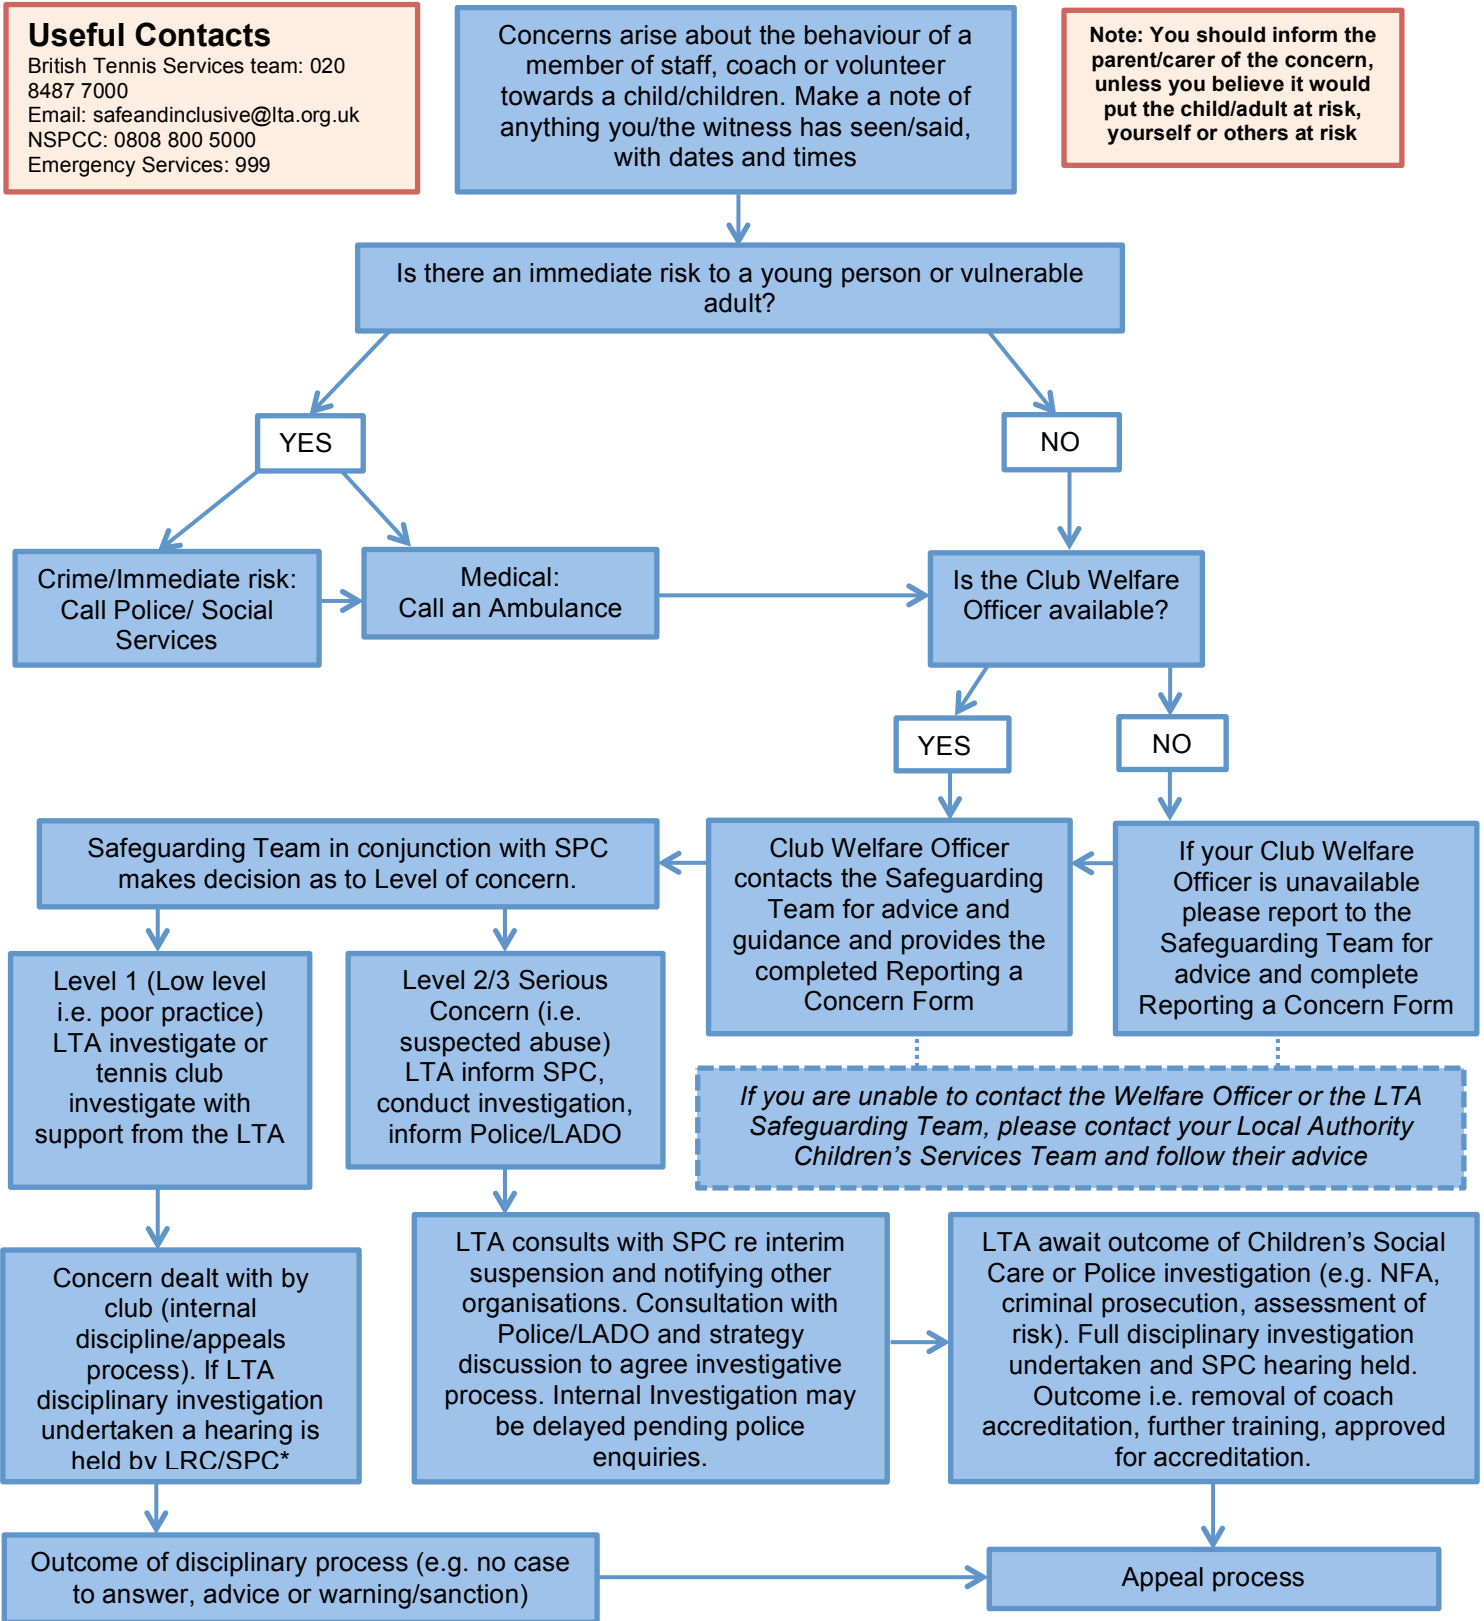 Useful Contacts
British Tennis Services team: 020
8487 7000
Email: safeandinclusive@lta.org.uk
NSPCC: 0808 800 5000
Emergency Services: 999
Concerns arise about the behaviour of a
member of staff, coach or volunteer
towards a child/children. Make a note of
anything you/the witness has seen/said,
with dates and times
Note: You should inform the
parent/carer of the concern,
unless you believe it would
put the child/adult at risk,
yourself or others at risk
Is there an immediate risk to a young person or vulnerable
adult?
YES
NO
Crime/Immediate risk:
Call Police/ Social
Services
Medical:
Call an Ambulance
Is the Club Welfare
Officer available?
YES
NO
Safeguarding Team in conjunction with SPC
makes decision as to Level of concern.
Club Welfare Officer
contacts the Safeguarding
Team for advice and
guidance and provides the
completed Reporting a
Concern Form
If your Club Welfare
Officer is unavailable
please report to the
Safeguarding Team for
advice and complete
Reporting a Concern Form
Level 1 (Low level
i.e. poor practice)
LTA investigate or
tennis club
investigate with
support from the LTA
Level 2/3 Serious
Concern (i.e.
suspected abuse)
LTA inform SPC,
conduct investigation,
inform Police/LADO
If you are unable to contact the Welfare Officer or the LTA
Safeguarding Team, please contact your Local Authority
Children's Services Team and follow their advice
Concern dealt with by
club (internal
discipline/appeals
process). If LTA
disciplinary investigation
undertaken a hearing is
held by LRC/SPC*
LTA consults with SPC re interim
suspension and notifying other
organisations. Consultation with
Police/LADO and strategy
discussion to agree investigative
process. Internal Investigation may
be delayed pending police
enquiries.
LTA await outcome of Children's Social
Care or Police investigation (e.g. NFA,
criminal prosecution, assessment of
risk). Full disciplinary investigation
undertaken and SPC hearing held.
Outcome i.e. removal of coach
accreditation, further training, approved
for accreditation.
Outcome of disciplinary process (e.g. no case
to answer, advice or warning/sanction)
Appeal process